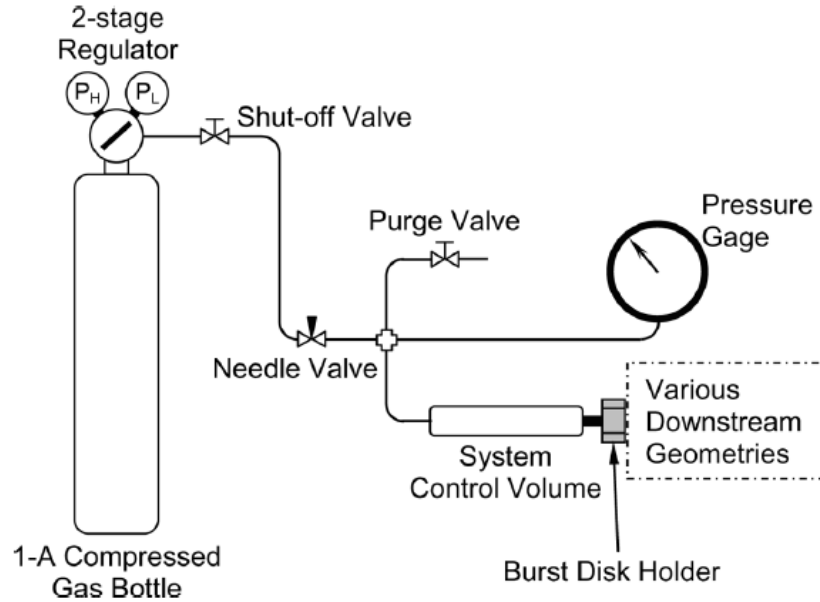 2-stage
Regulator
PH PL
Shut-off Valve
Purge Valve
Pressure
Gage
Needle Valve
Various
Downstream
Geometries
System
Control Volume
1-A Compressed
Gas Bottle
Burst Disk Holder